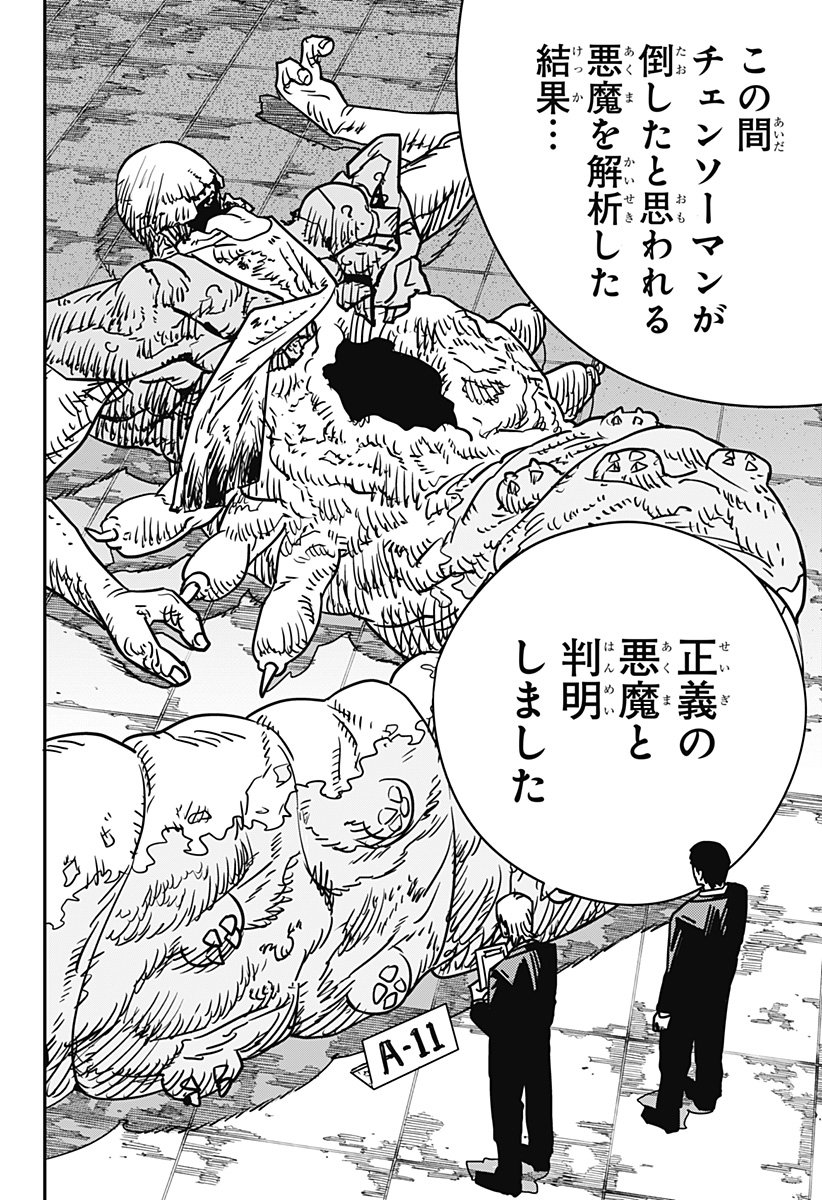 この間
チェンソーマンが
倒したと思われる
悪魔を解析した
結果…
正義の
悪魔と
判明
しました
A-11